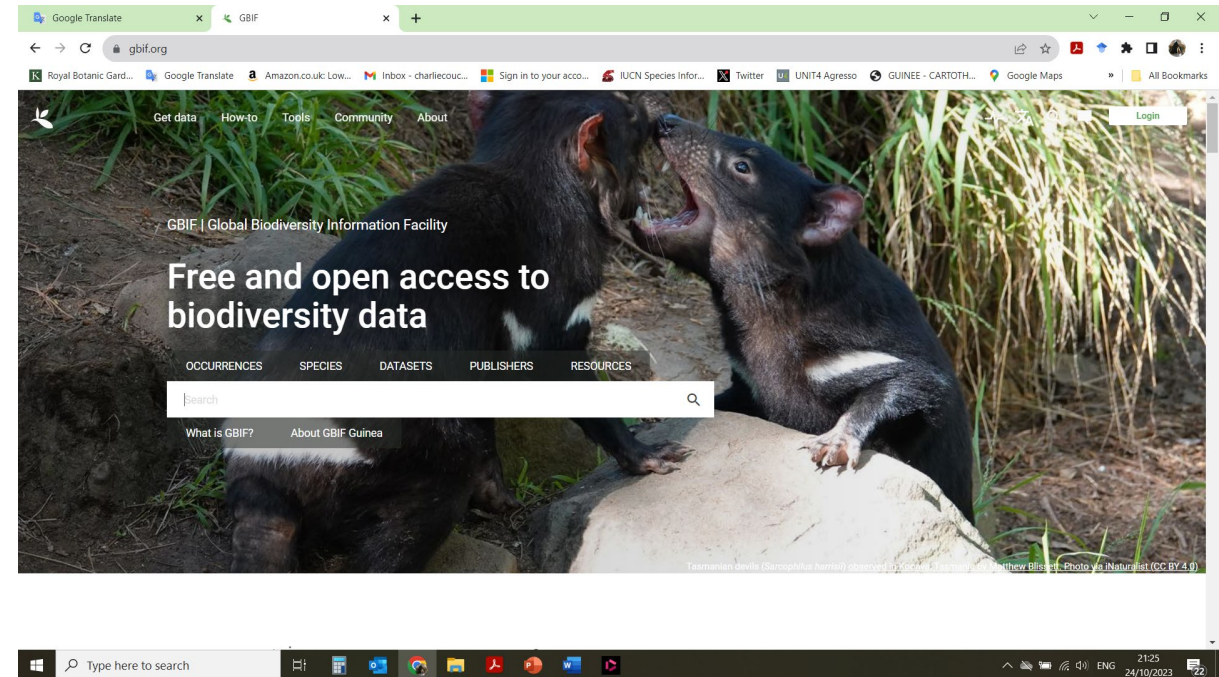 Google Translate
GBIF
gbif.org
Royal Botanic Gard... Google Translate Amazon.co.uk: Low... Inbox - charliecouc... Sign in to your acco... IUCN Species Infor... Twitter UNIT4 Agresso GUINEE - CARTOTH... Google Maps » All Bookmarks
Get data How-to Tools Community About Login
GBIF | Global Biodiversity Information Facility
Free and open access to
biodiversity data
OCCURRENCES SPECIES DATASETS PUBLISHERS RESOURCES
Search
What is GBIF? About GBIF Guinea
Tasmanian devils (Sarcophilus harrisii) observed in Tasmania by Matthew Blissett. Photo via iNaturalist (CC BY 4.0)
Type here to search
ENG
21:25
24/10/2023
22